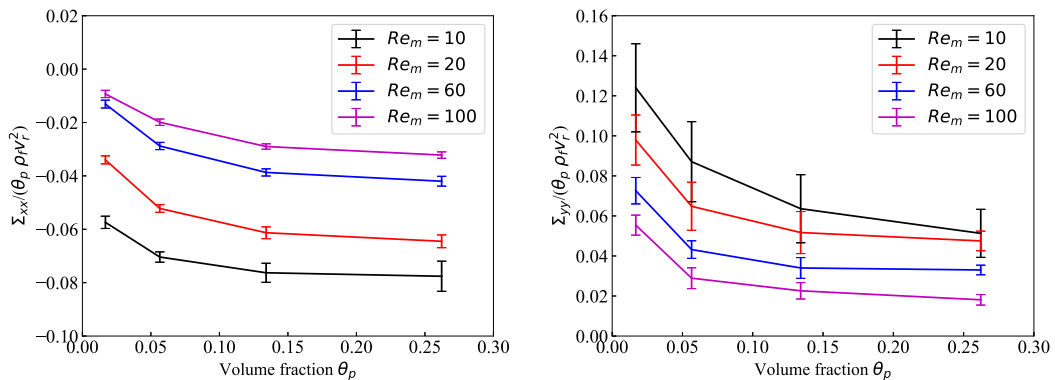 0.02
0.00
−0.02
−0.04
−0.06
−0.08
−0.10
0.00
0.05
0.10
0.15
0.20
0.25
0.30
Σxx/(θp ρf vr²)
Volume fraction θp
Rem = 10
Rem = 20
Rem = 60
Rem = 100
0.16
0.14
0.12
0.10
0.08
0.06
0.04
0.02
0.00
0.00
0.05
0.10
0.15
0.20
0.25
0.30
Σyy/(θp ρf vr²)
Volume fraction θp
Rem = 10
Rem = 20
Rem = 60
Rem = 100